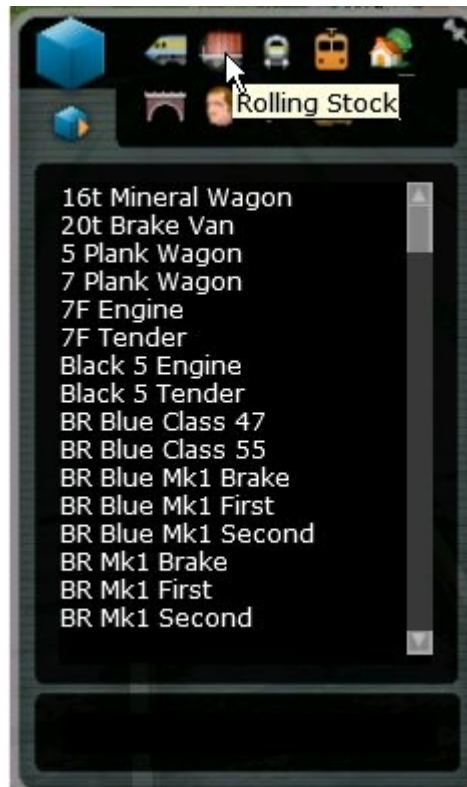 Rolling Stock
16t Mineral Wagon
20t Brake Van
5 Plank Wagon
7 Plank Wagon
7F Engine
7F Tender
Black 5 Engine
Black 5 Tender
BR Blue Class 47
BR Blue Class 55
BR Blue Mk1 Brake
BR Blue Mk1 First
BR Blue Mk1 Second
BR Mk1 Brake
BR Mk1 First
BR Mk1 Second